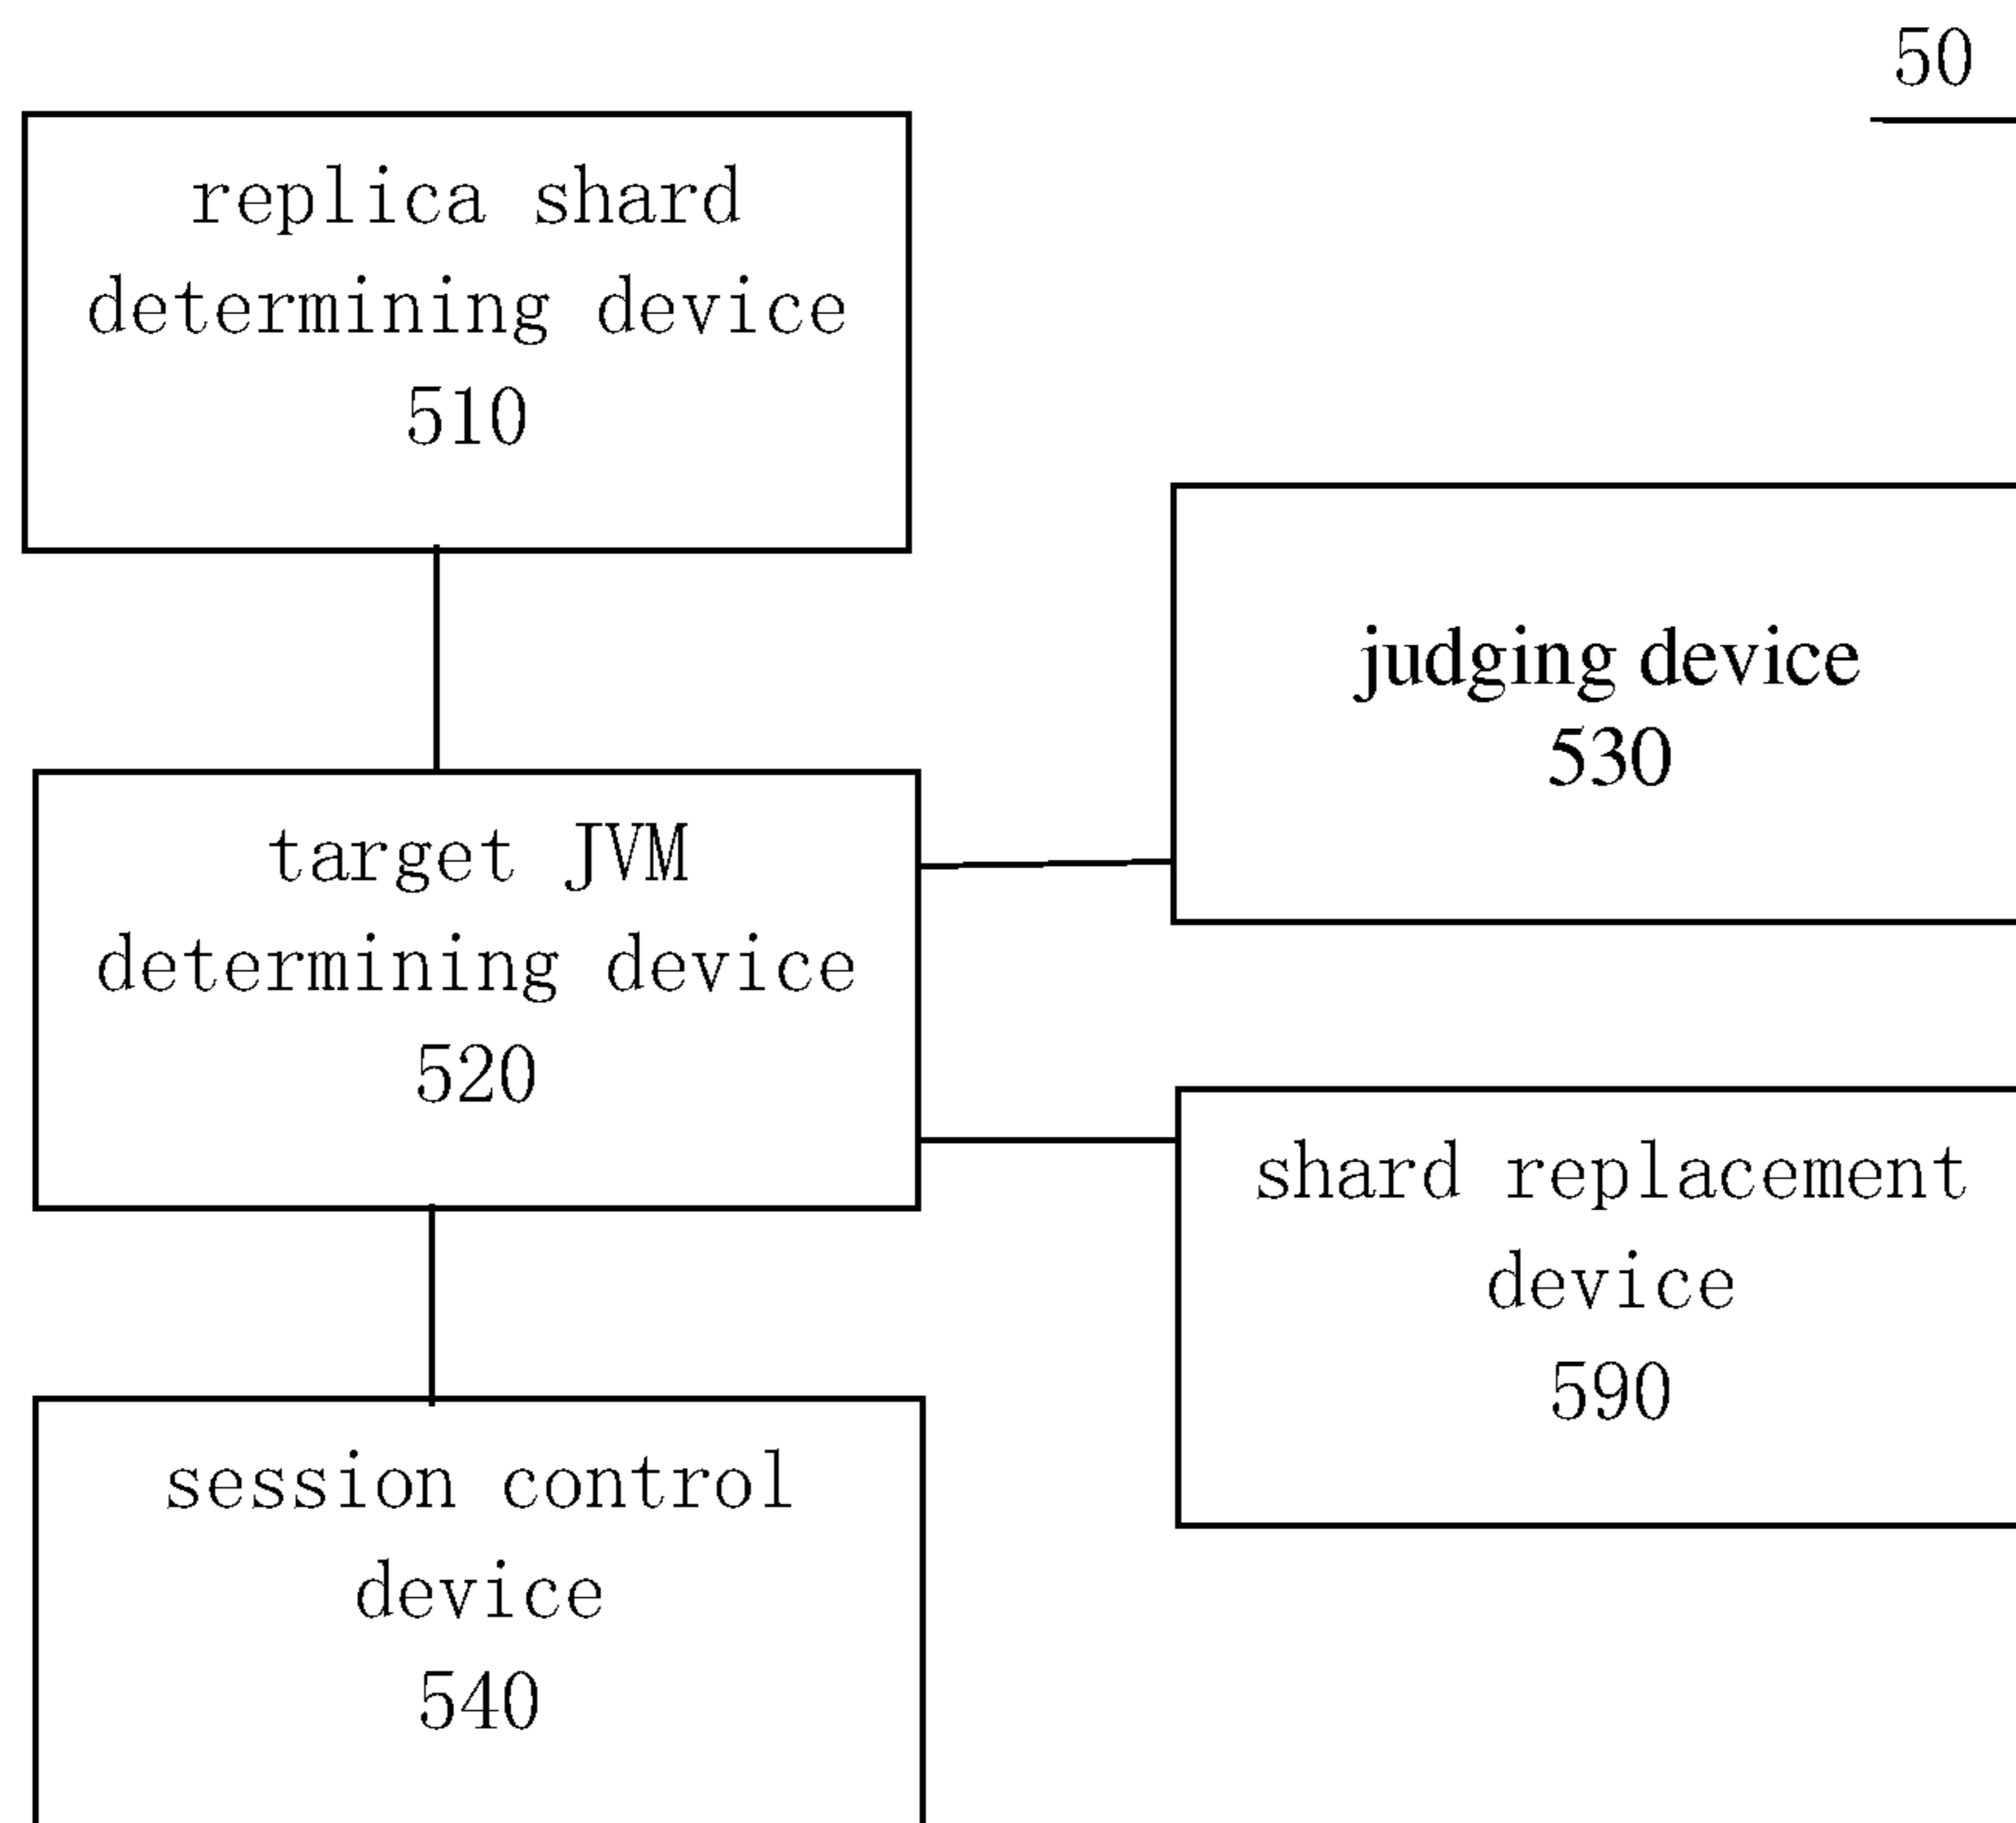 50
replica shard
determining device
510
judging device
530
target JVM
determining device
520
shard replacement
device
590
session control
device
540